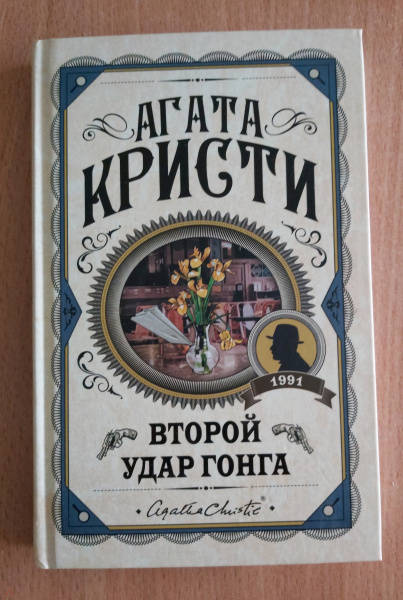 АГАТА
КРИСТИ
1991
ВТОРОЙ
УДАР ГОНГА
Agatha Christie®